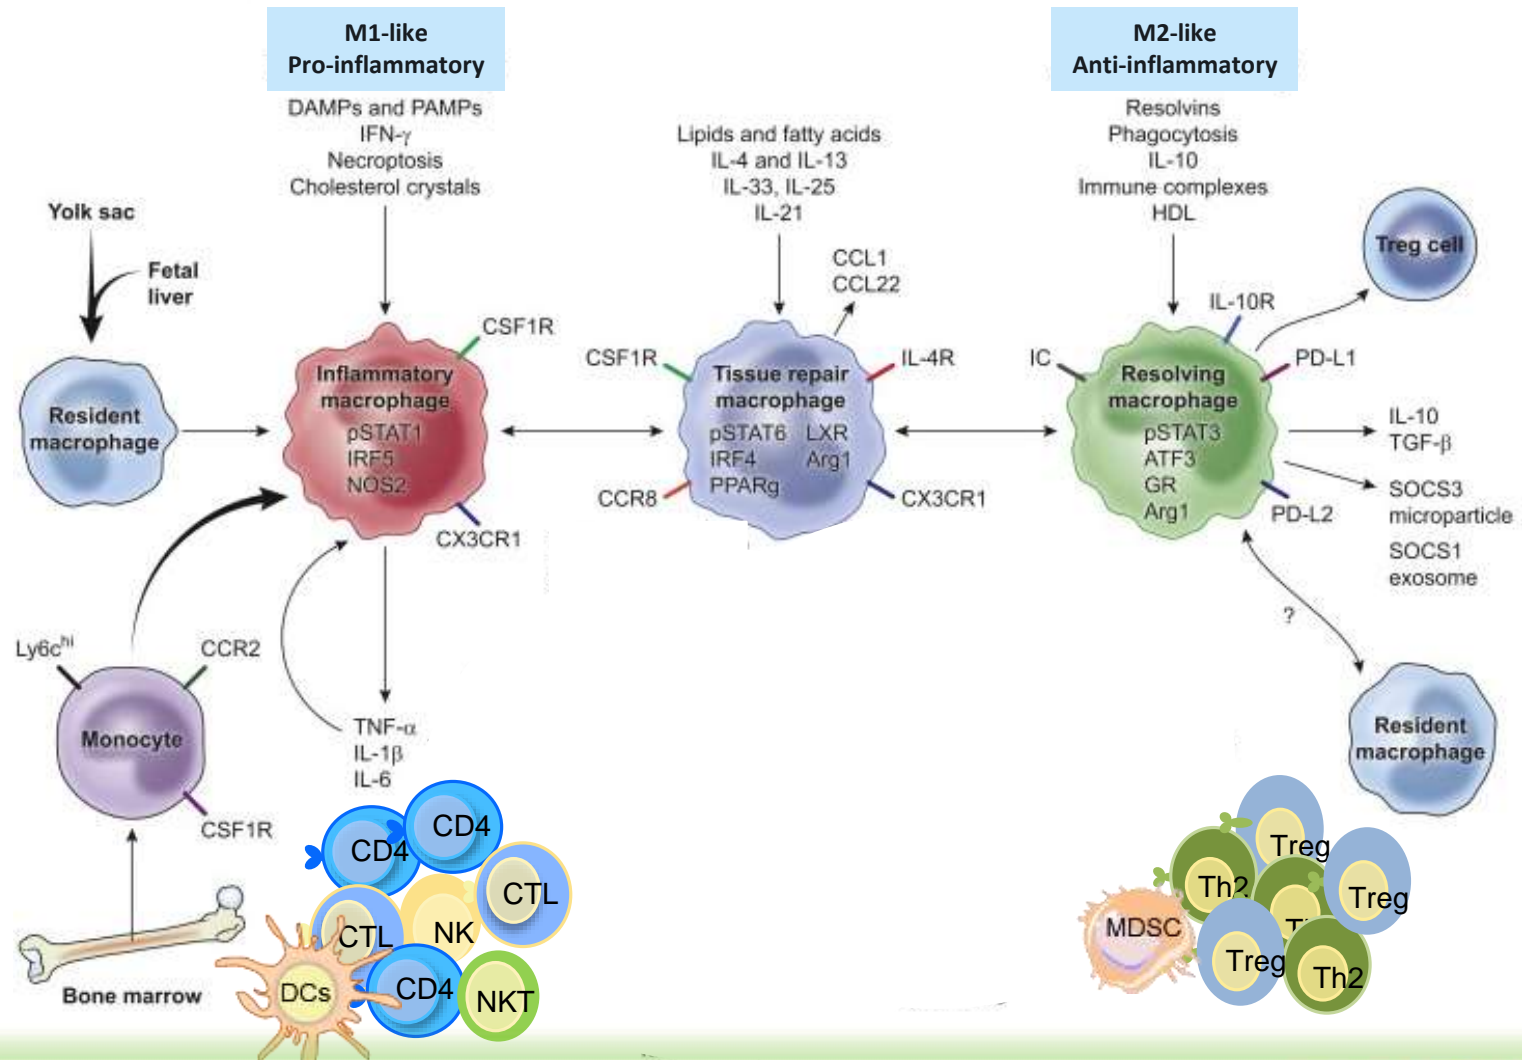 M1-like
Pro-inflammatory
M2-like
Anti-inflammatory
DAMPs and PAMPs
IFN-γ
Necroptosis
Cholesterol crystals
Lipids and fatty acids
IL-4 and IL-13
IL-33, IL-25
IL-21
Resolvins
Phagocytosis
IL-10
Immune complexes
HDL
Yolk sac
Fetal
liver
Treg cell
CCL1
CCL22
IL-10R
CSF1R
CSF1R
IL-4R
IC
PD-L1
Resident
macrophage
Inflammatory
macrophage
pSTAT1
IRF5
NOS2
Tissue repair
macrophage
pSTAT6 LXR
IRF4 Arg1
PPARg
Resolving
macrophage
pSTAT3
ATF3
GR
Arg1
IL-10
TGF-β
CCR8
CX3CR1
SOCS3
microparticle
PD-L2
CX3CR1
SOCS1
exosome
?
Ly6c^hi
CCR2
Monocyte
CSF1R
TNF-α
IL-1β
IL-6
Resident
macrophage
CD4
CD4
CTL
CTL
NK
DCs
CD4
NKT
Bone marrow
Treg
Th2
Treg
MDSC
Treg
Th2